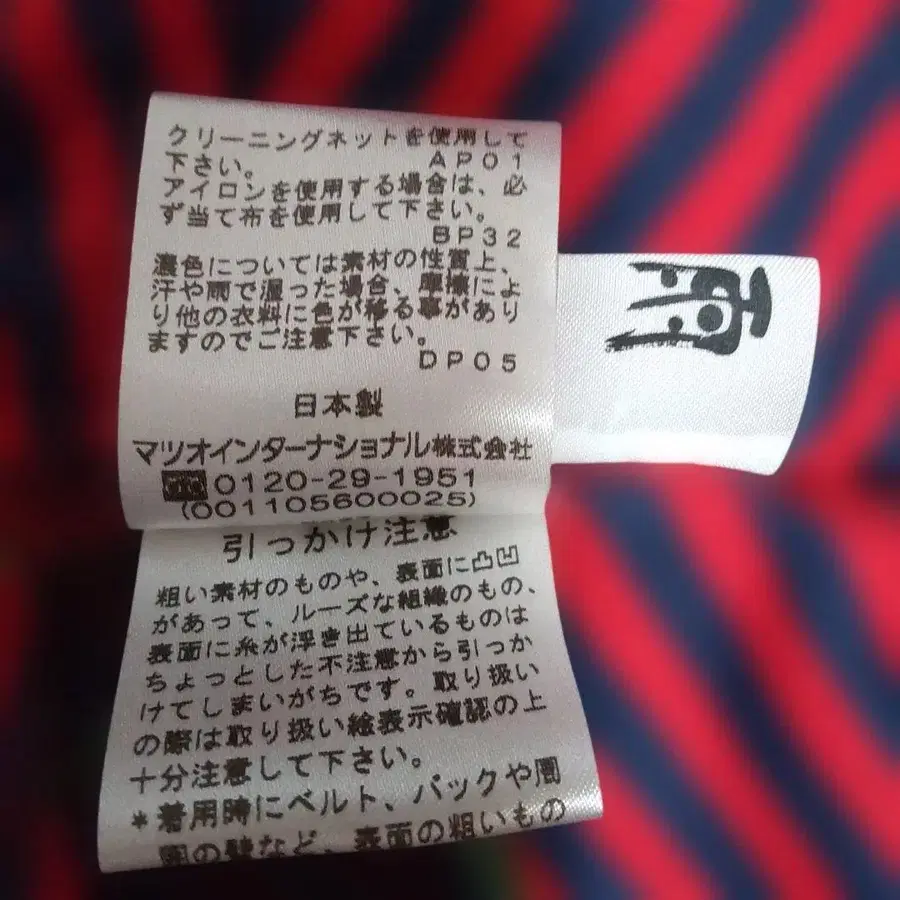 クリーニングネットを使用して
下さい。
AP01
アイロンを使用する場合は、必
ず当て布を使用して下さい。
BP32
濃色については素材の性質上、
汗や雨で湿った場合、摩擦によ
り他の衣料に色が移る事があり
ますのでご注意下さい。
DP05
日本製
マツオインターナショナル株式会社
0120-29-1951
(001105600025)
引っかけ注意
粗い素材のものや、表面に凸凹
があって、ルーズな組織のもの、
表面に糸が浮き出ているものは
ちょっとした不注意から引っか
けてしまいがちです。取り扱い
の際は取り扱い絵表示確認の上
十分注意して下さい。
*着用時にベルト、バックや
など、表面の粗いもの